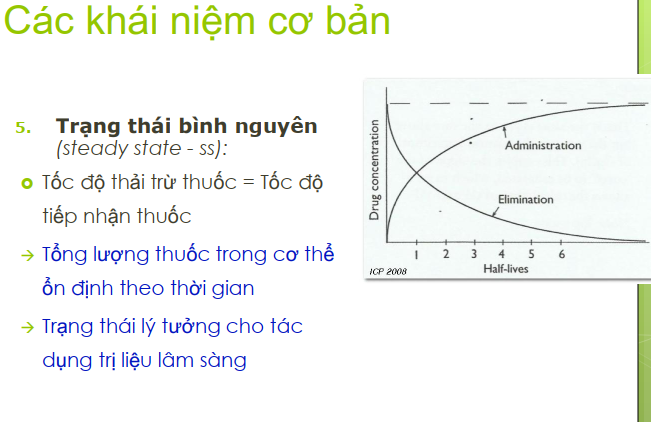 Các khái niệm cơ bản
5. Trạng thái bình nguyên
(steady state - ss):
Tốc độ thải trừ thuốc = Tốc độ
tiếp nhận thuốc
→ Tổng lượng thuốc trong cơ thể
ổn định theo thời gian
→ Trạng thái lý tưởng cho tác
dụng trị liệu lâm sàng
Drug concentration
Administration
Elimination
1 2 3 4 5 6
Half-lives
ICP 2008